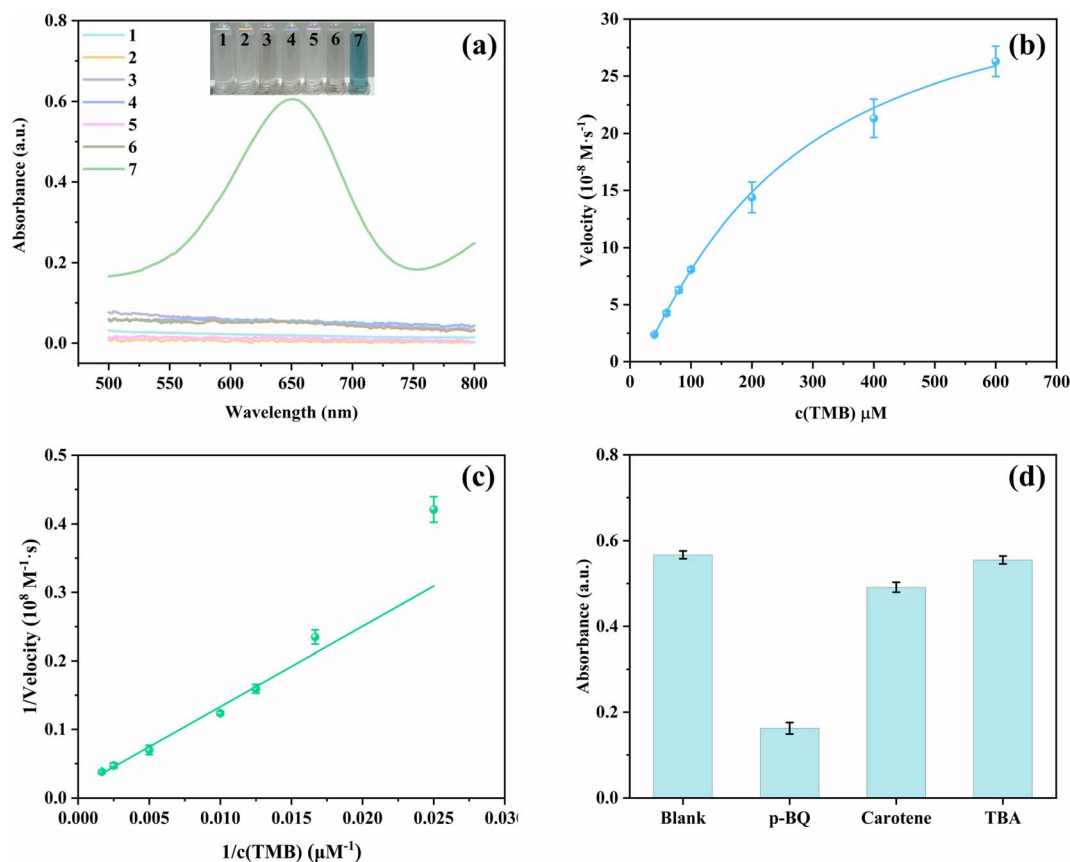 (a)
1 2 3 4 5 6 7
1
2
3
4
5
6
7
0.8
0.6
0.4
0.2
0.0
Absorbance (a.u.)
500 550 600 650 700 750 800
Wavelength (nm)
(b)
30
25
20
15
10
5
0
Velocity (10⁻⁸ M·s⁻¹)
0 100 200 300 400 500 600 700
c(TMB) μM
(c)
0.5
0.4
0.3
0.2
0.1
0.0
1/Velocity (10⁸ M⁻¹·s)
0.000 0.005 0.010 0.015 0.020 0.025 0.030
1/c(TMB) (μM⁻¹)
(d)
0.8
0.6
0.4
0.2
0.0
Absorbance (a.u.)
Blank p-BQ Carotene TBA